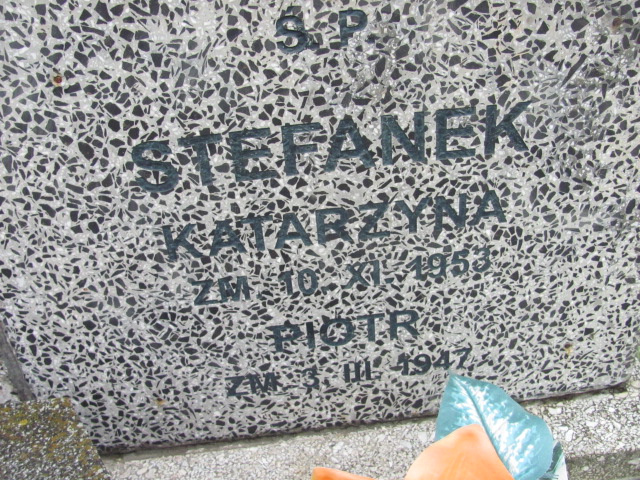 Ś. P.
STEFANEK
KATARZYNA
ZM. 10. XI. 1953
PIOTR
ZM. 3. III. 1947.